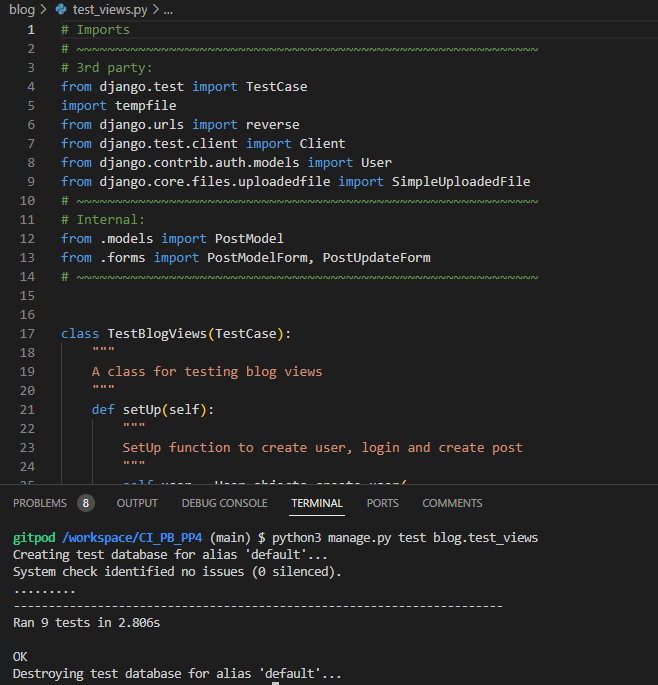 blog > test_views.py > ...
1 # Imports
2 # ~~~~~~~~~~~~~~~~~~~~~~~~~~~~~~~~~~~~~~~~~~~~~~~~~~~~~~~~~~~~
3 # 3rd party:
4 from django.test import TestCase
5 import tempfile
6 from django.urls import reverse
7 from django.test.client import Client
8 from django.contrib.auth.models import User
9 from django.core.files.uploadedfile import SimpleUploadedFile
10 # ~~~~~~~~~~~~~~~~~~~~~~~~~~~~~~~~~~~~~~~~~~~~~~~~~~~~~~~~~~~~
11 # Internal:
12 from .models import PostModel
13 from .forms import PostModelForm, PostUpdateForm
14 # ~~~~~~~~~~~~~~~~~~~~~~~~~~~~~~~~~~~~~~~~~~~~~~~~~~~~~~~~~~~~
15
16
17 class TestBlogViews(TestCase):
18     """
19     A class for testing blog views
20     """
21     def setUp(self):
22         """
23         SetUp function to create user, login and create post
24         """
PROBLEMS 8 OUTPUT DEBUG CONSOLE TERMINAL PORTS COMMENTS
gitpod /workspace/CI_PB_PP4 (main) $ python3 manage.py test blog.test_views
Creating test database for alias 'default'...
System check identified no issues (0 silenced).
.........
----------------------------------------------------------------------
Ran 9 tests in 2.806s
OK
Destroying test database for alias 'default'...